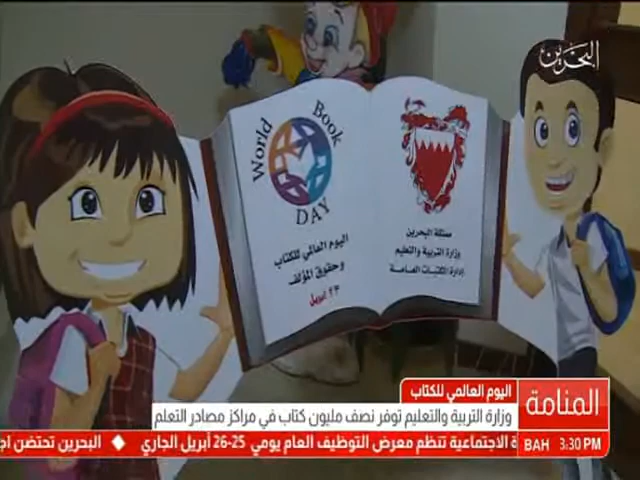 البحرين
World Book
DAY
اليوم العالمي للكتاب
وحقوق المؤلف
٢٣ ابريل
مملكة البحرين
وزارة التربية والتعليم
إدارة المكتبات العامة
اليوم العالمي للكتاب
وزارة التربية والتعليم توفر نصف مليون كتاب في مراكز مصادر التعلم
المنامة
BAH 3:30 PM
الاجتماعية تنظم معرض التوظيف العام يومي 25-26 أبريل الجاري ◆ البحرين تحتضن